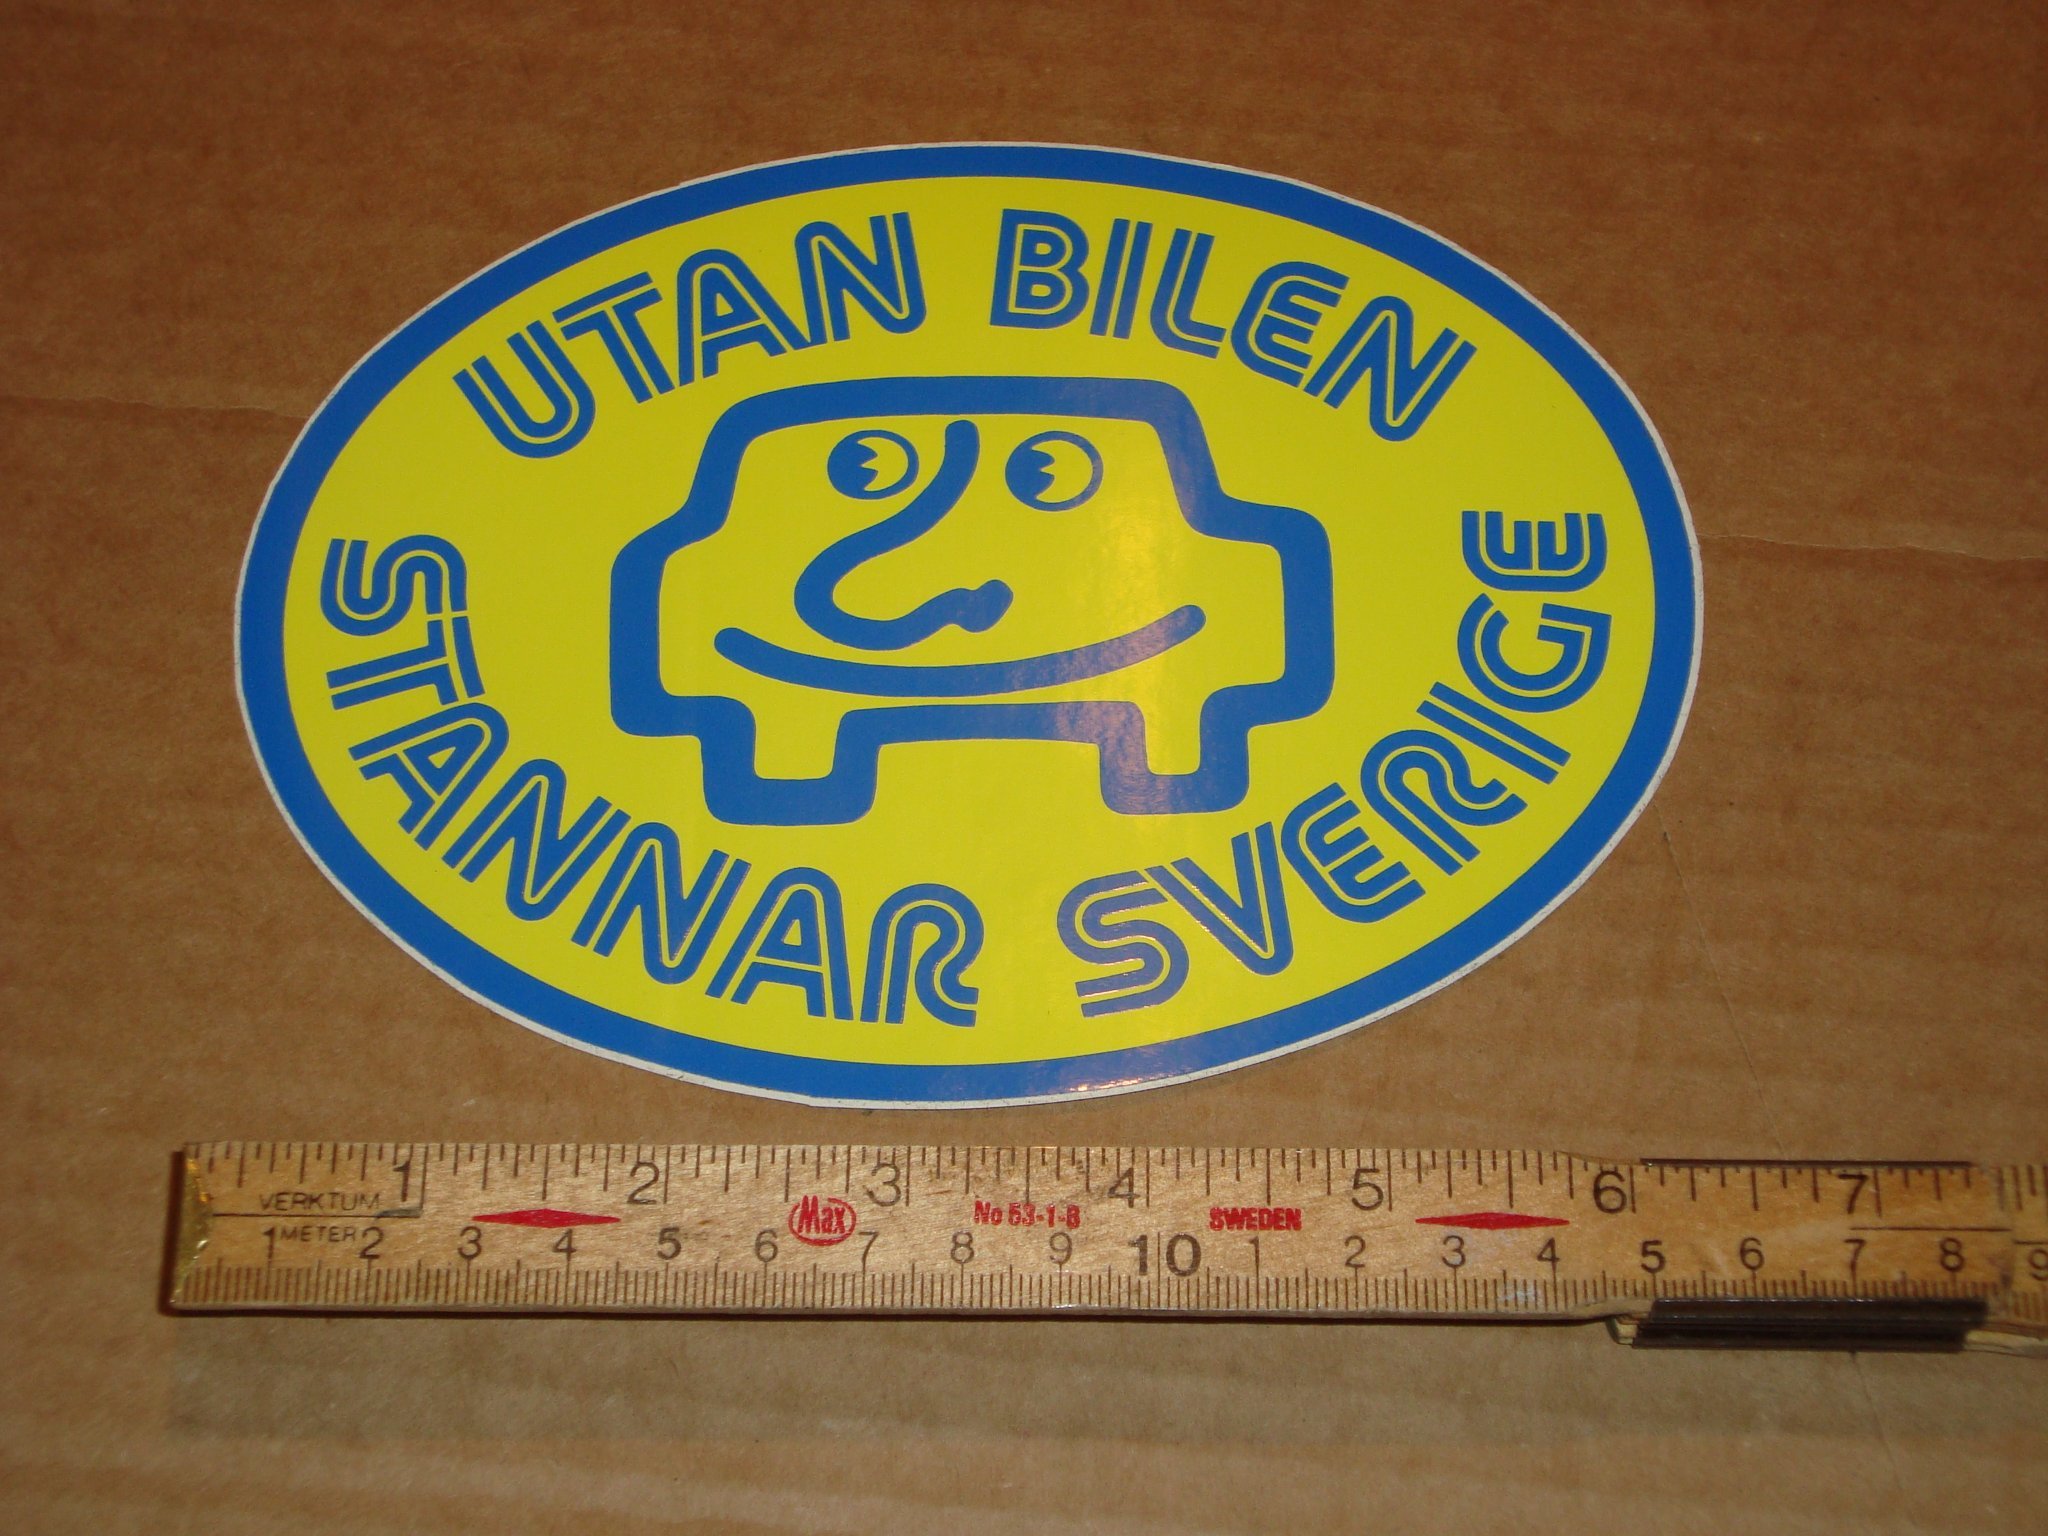 UTAN BILEN
STANNAR SVERIGE
1 2 3 4 5 6 7
VERKTUM
Max No 53-1-B SWEDEN
METER
1 2 3 4 5 6 7 8 9 10 1 2 3 4 5 6 7 8 9